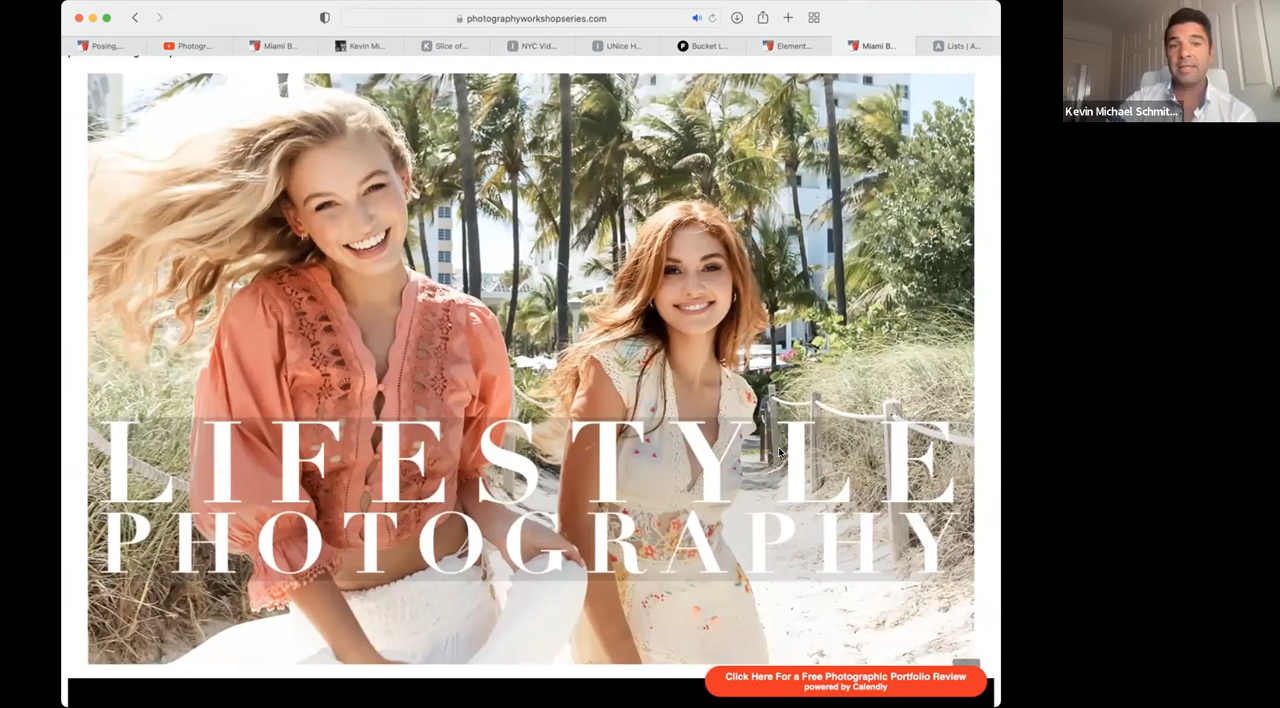 photographyworkshopseries.com
Posing,...
Photogr...
Miami B...
Kevin Mi...
K
Slice of...
I
NYC Vid...
I
UNice H...
F
Bucket L...
Element...
Miami B...
A
Lists | A...
LIFESTYLE
PHOTOGRAPHY
Click Here For a Free Photographic Portfolio Review
powered by Calendly
Kevin Michael Schmit...